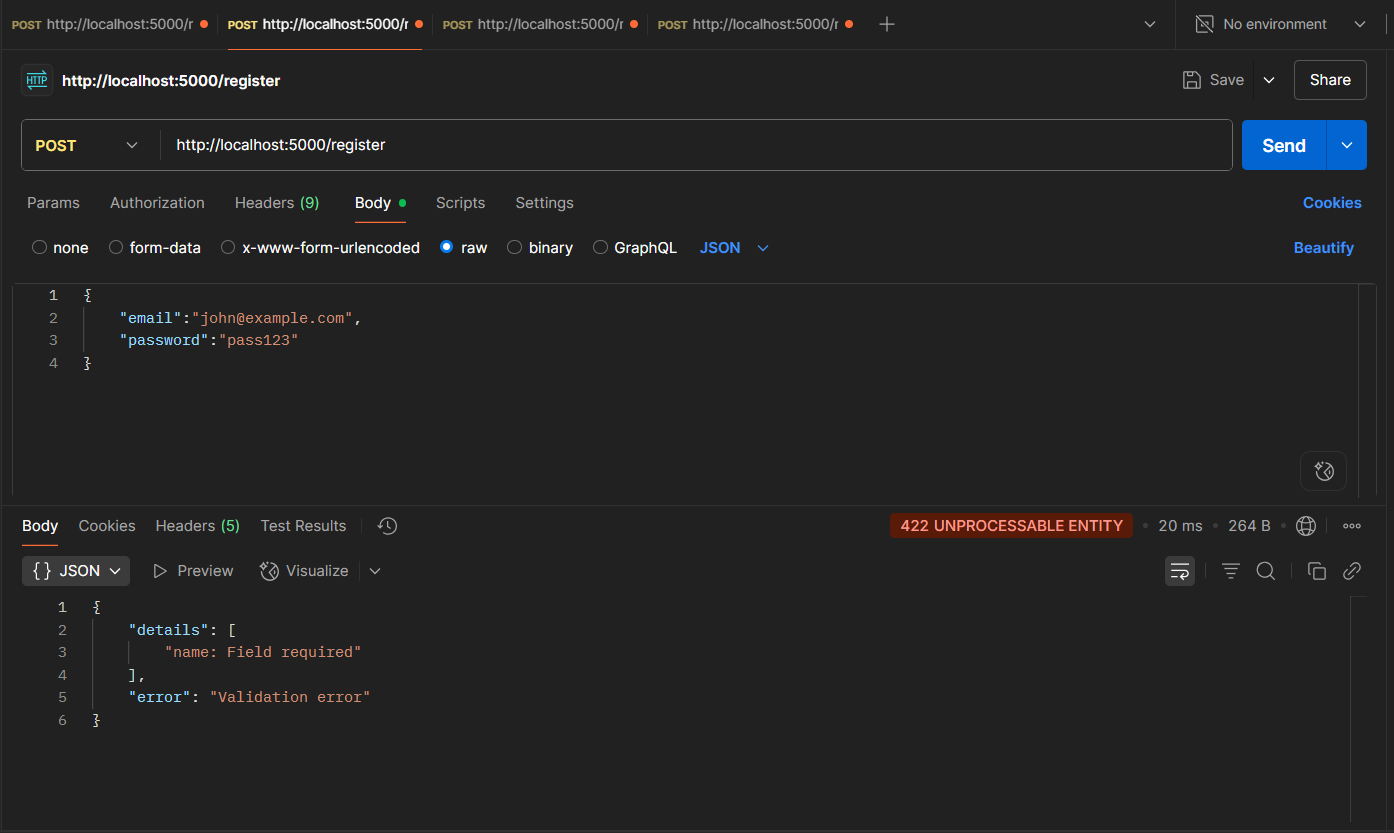 POST http://localhost:5000/r POST http://localhost:5000/r POST http://localhost:5000/r POST http://localhost:5000/r No environment
HTTP http://localhost:5000/register Save Share
POST http://localhost:5000/register Send
Params Authorization Headers (9) Body Scripts Settings Cookies
none form-data x-www-form-urlencoded raw binary GraphQL JSON Beautify
1 {
2 "email":"john@example.com",
3 "password":"pass123"
4 }
Body Cookies Headers (5) Test Results 422 UNPROCESSABLE ENTITY 20 ms 264 B
{} JSON Preview Visualize
1 {
2 "details": [
3 "name: Field required"
4 ],
5 "error": "Validation error"
6 }